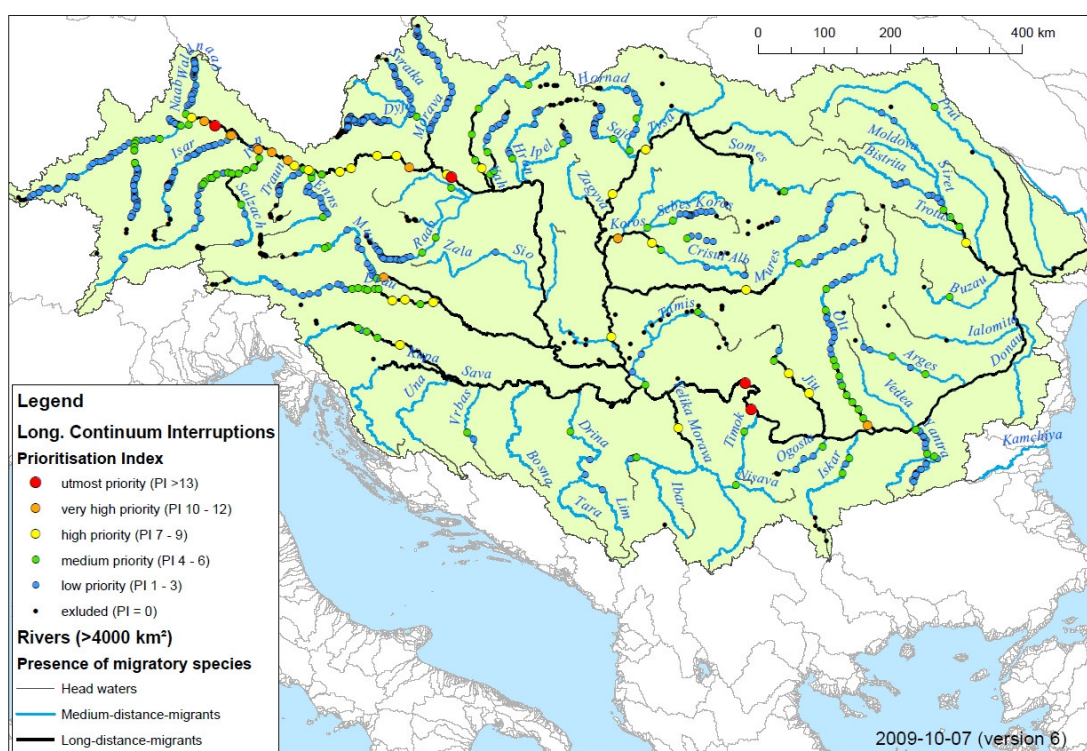 0 100 200 400 km
Naab
Svratka
Dyje
Morava
Isar
Inn
Traun
Enns
Salzach
Hornad
Sajo
Ipel
Hron
Vah
Tysa
Zagyva
Somes
Moldova
Bistrita
Siret
Trotus
Prut
Koros
Sebes Koros
Crisul Alb
Mures
Mur
Raab
Zala
Sio
Drau
Tamis
Olt
Buzau
Ialomita
Arges
Donau
Vedea
Jiu
Kupa
Sava
Una
Vrbas
Bosna
Drina
Tara
Lim
Ibar
Velika Morava
Timok
Nisava
Ogosta
Iskar
Yantra
Kamchiya
Legend
Long. Continuum Interruptions
Prioritisation Index
utmost priority (PI >13)
very high priority (PI 10 - 12)
high priority (PI 7 - 9)
medium priority (PI 4 - 6)
low priority (PI 1 - 3)
exluded (PI = 0)
Rivers (>4000 km²)
Presence of migratory species
Head waters
Medium-distance-migrants
Long-distance-migrants
2009-10-07 (version 6)